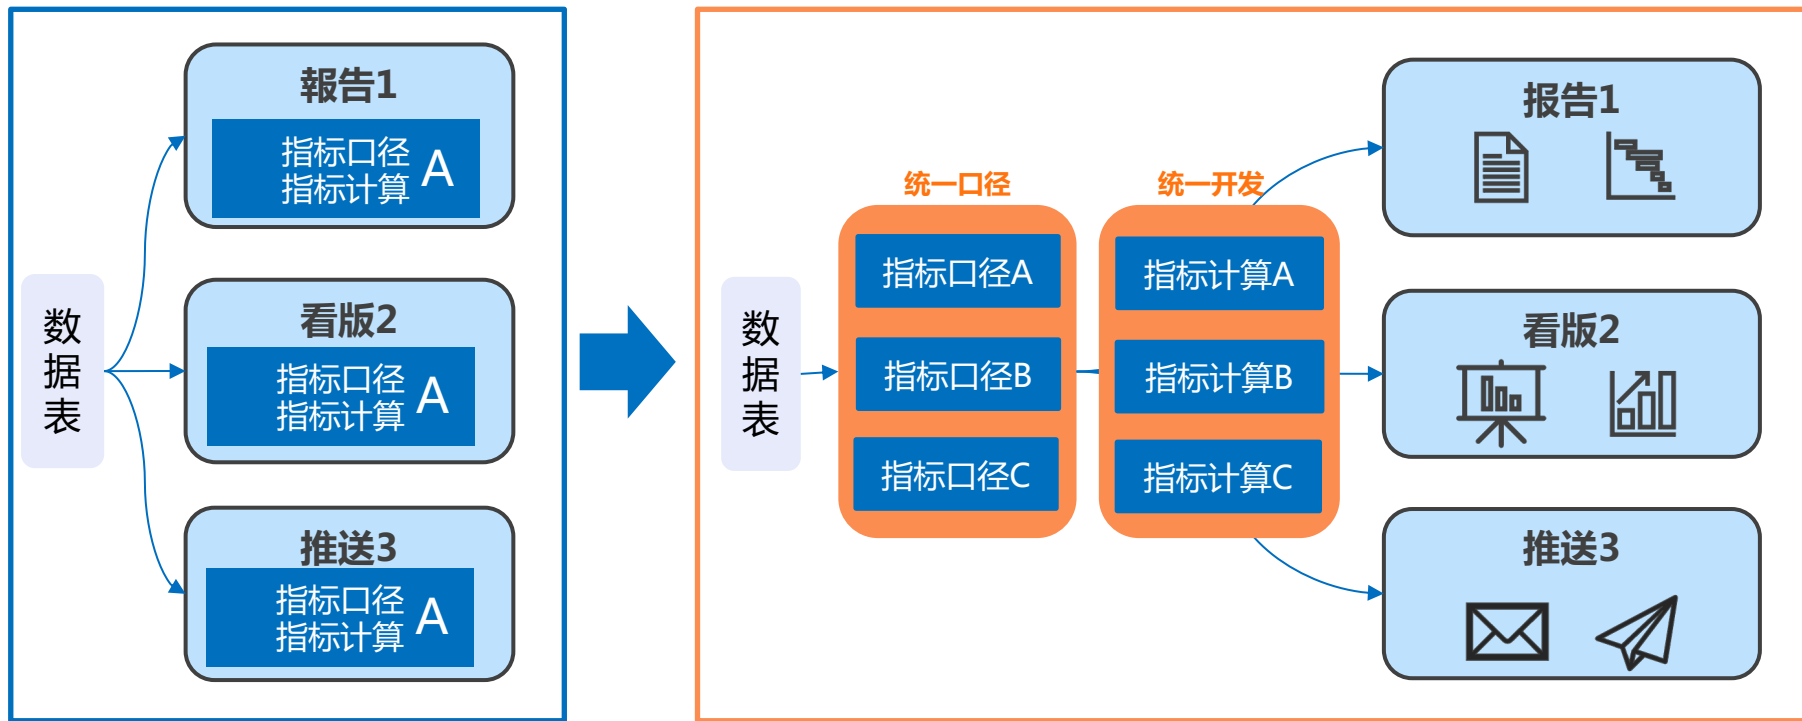 報告1
指标口径
指标计算
A
数
据
表
看版2
指标口径
指标计算
A
推送3
指标口径
指标计算
A
数
据
表
统一口径
指标口径A
指标口径B
指标口径C
统一开发
指标计算A
指标计算B
指标计算C
报告1
看版2
推送3